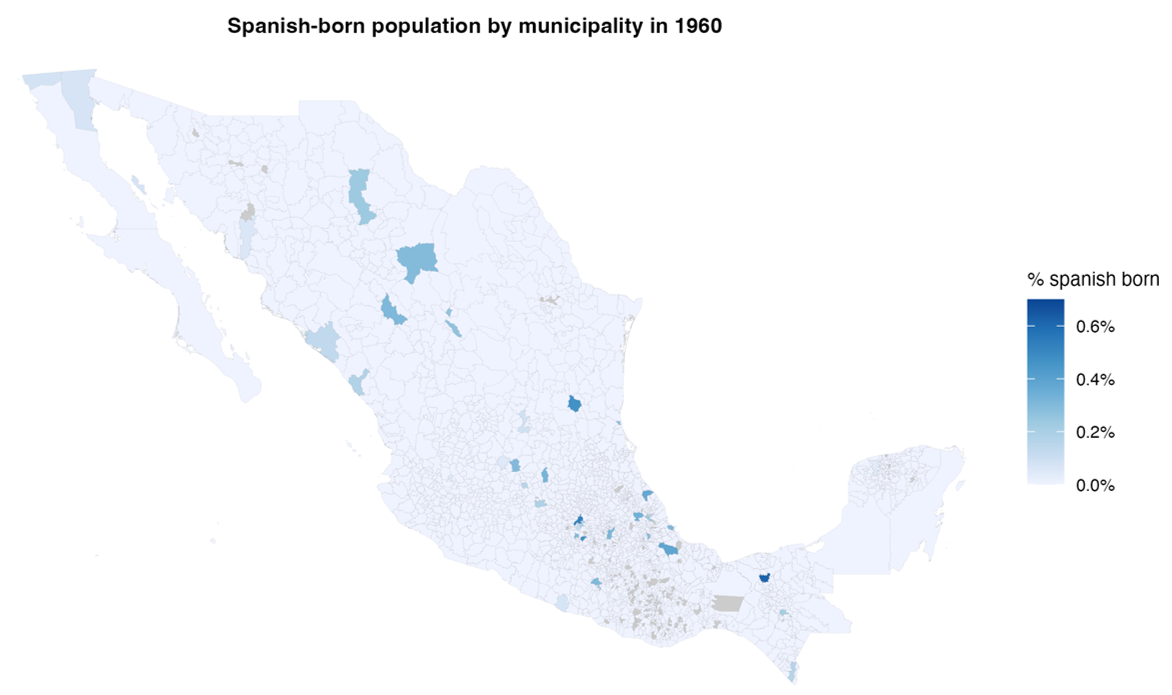 Spanish-born population by municipality in 1960
% spanish born
0.6%
0.4%
0.2%
0.0%